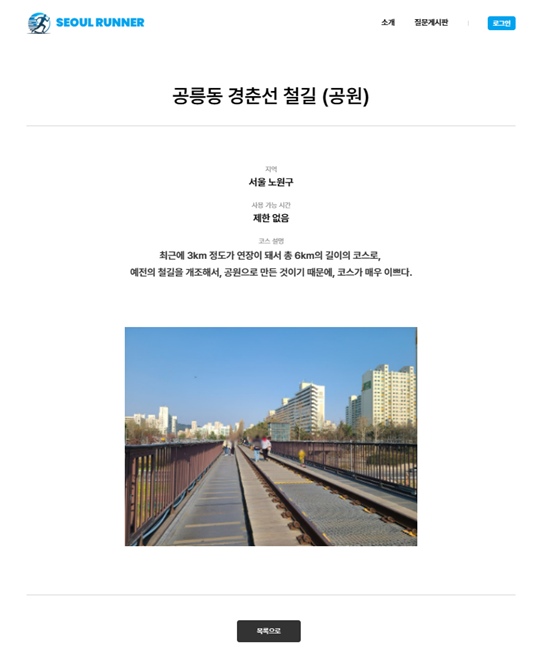 SEOUL RUNNER
소개
질문게시판
로그인
공릉동 경춘선 철길 (공원)
지역
서울 노원구
사용 가능 시간
제한 없음
코스 설명
최근에 3km 정도가 연장이 돼서 총 6km의 길이의 코스로,
예전의 철길을 개조해서, 공원으로 만든 것이기 때문에, 코스가 매우 이쁘다.
목록으로